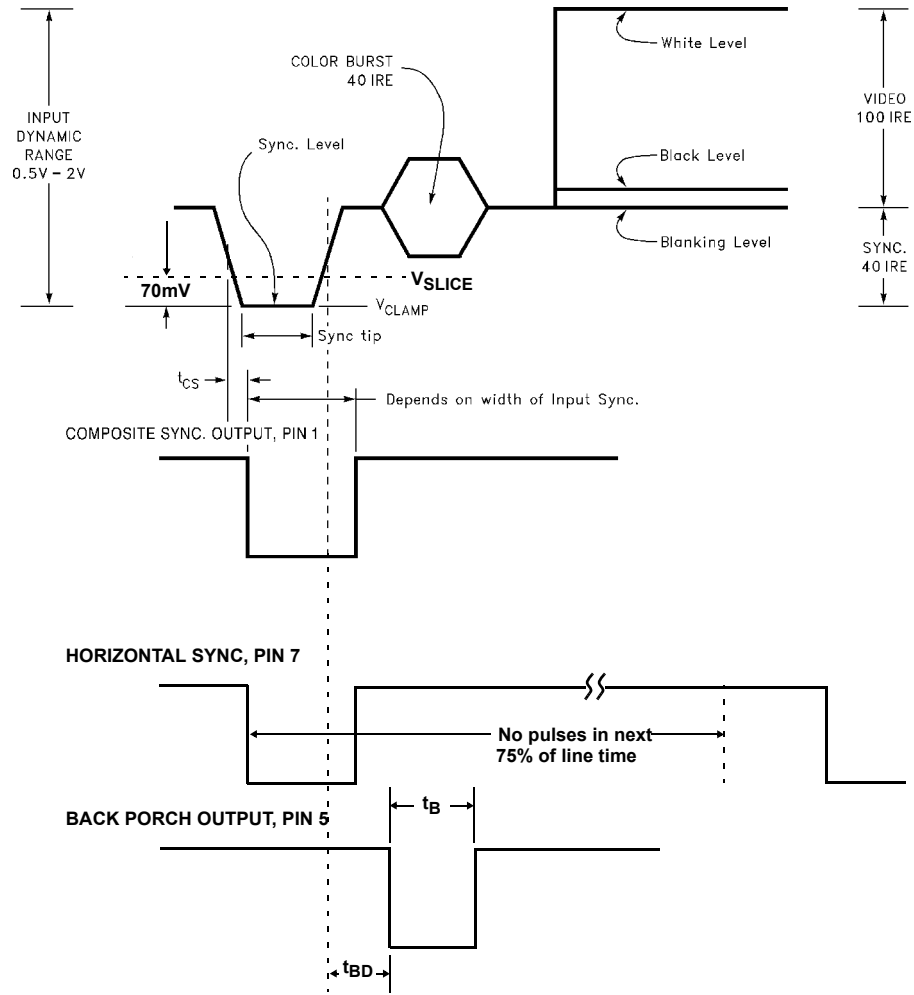 White Level
COLOR BURST
40 IRE
INPUT
DYNAMIC
RANGE
0.5V – 2V
VIDEO
100 IRE
Sync. Level
Black Level
Blanking Level
SYNC.
40 IRE
70mV
VSLICE
VCLAMP
Sync tip
tCS
Depends on width of Input Sync.
COMPOSITE SYNC. OUTPUT, PIN 1
HORIZONTAL SYNC, PIN 7
No pulses in next
75% of line time
tB
BACK PORCH OUTPUT, PIN 5
tBD